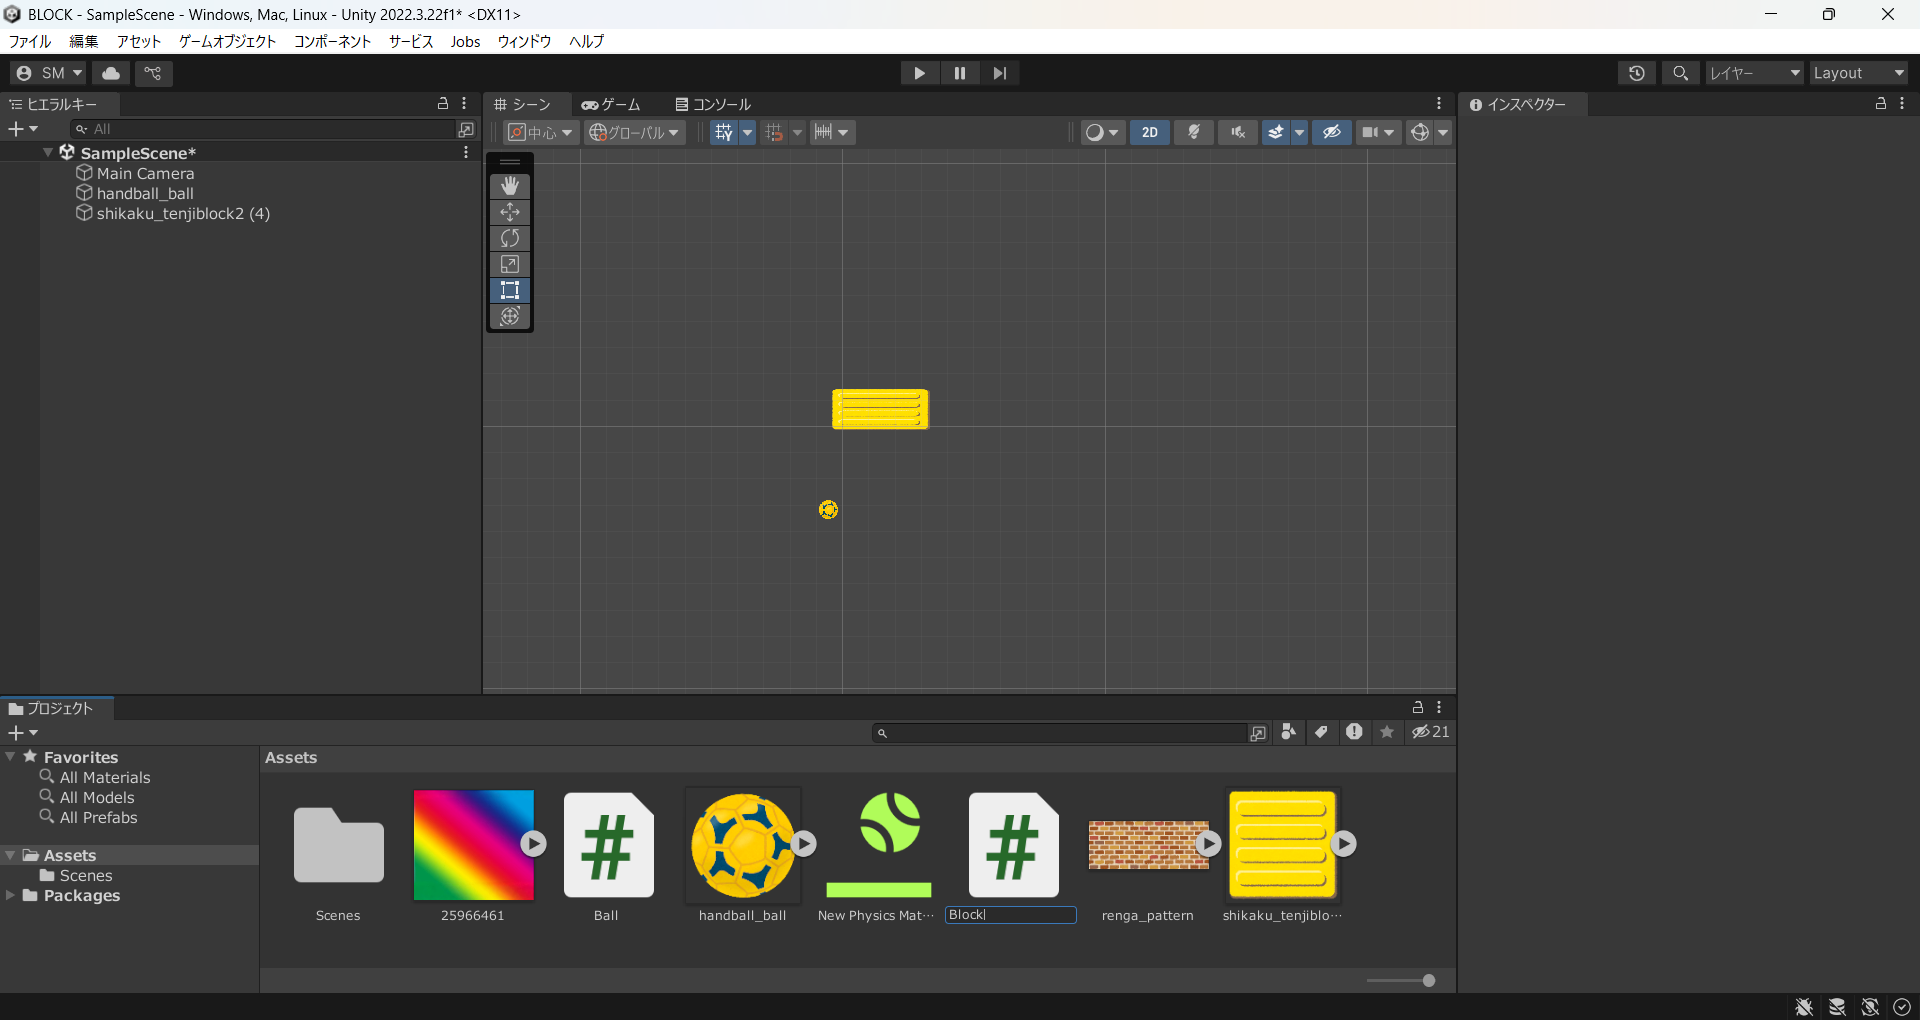 BLOCK - SampleScene - Windows, Mac, Linux - Unity 2022.3.22f1* <DX11>
ファイル 編集 アセット ゲームオブジェクト コンポーネント サービス Jobs ウィンドウ ヘルプ
SM レイヤー Layout
ヒエラルキー
All
SampleScene*
Main Camera
handball_ball
shikaku_tenjiblock2 (4)
シーン ゲーム コンソール
中心 グローバル 2D
インスペクター
プロジェクト
21
Favorites
All Materials
All Models
All Prefabs
Assets
Scenes
Packages
Assets
Scenes 25966461 Ball handball_ball New Physics Mat… Block renga_pattern shikaku_tenjiblo…